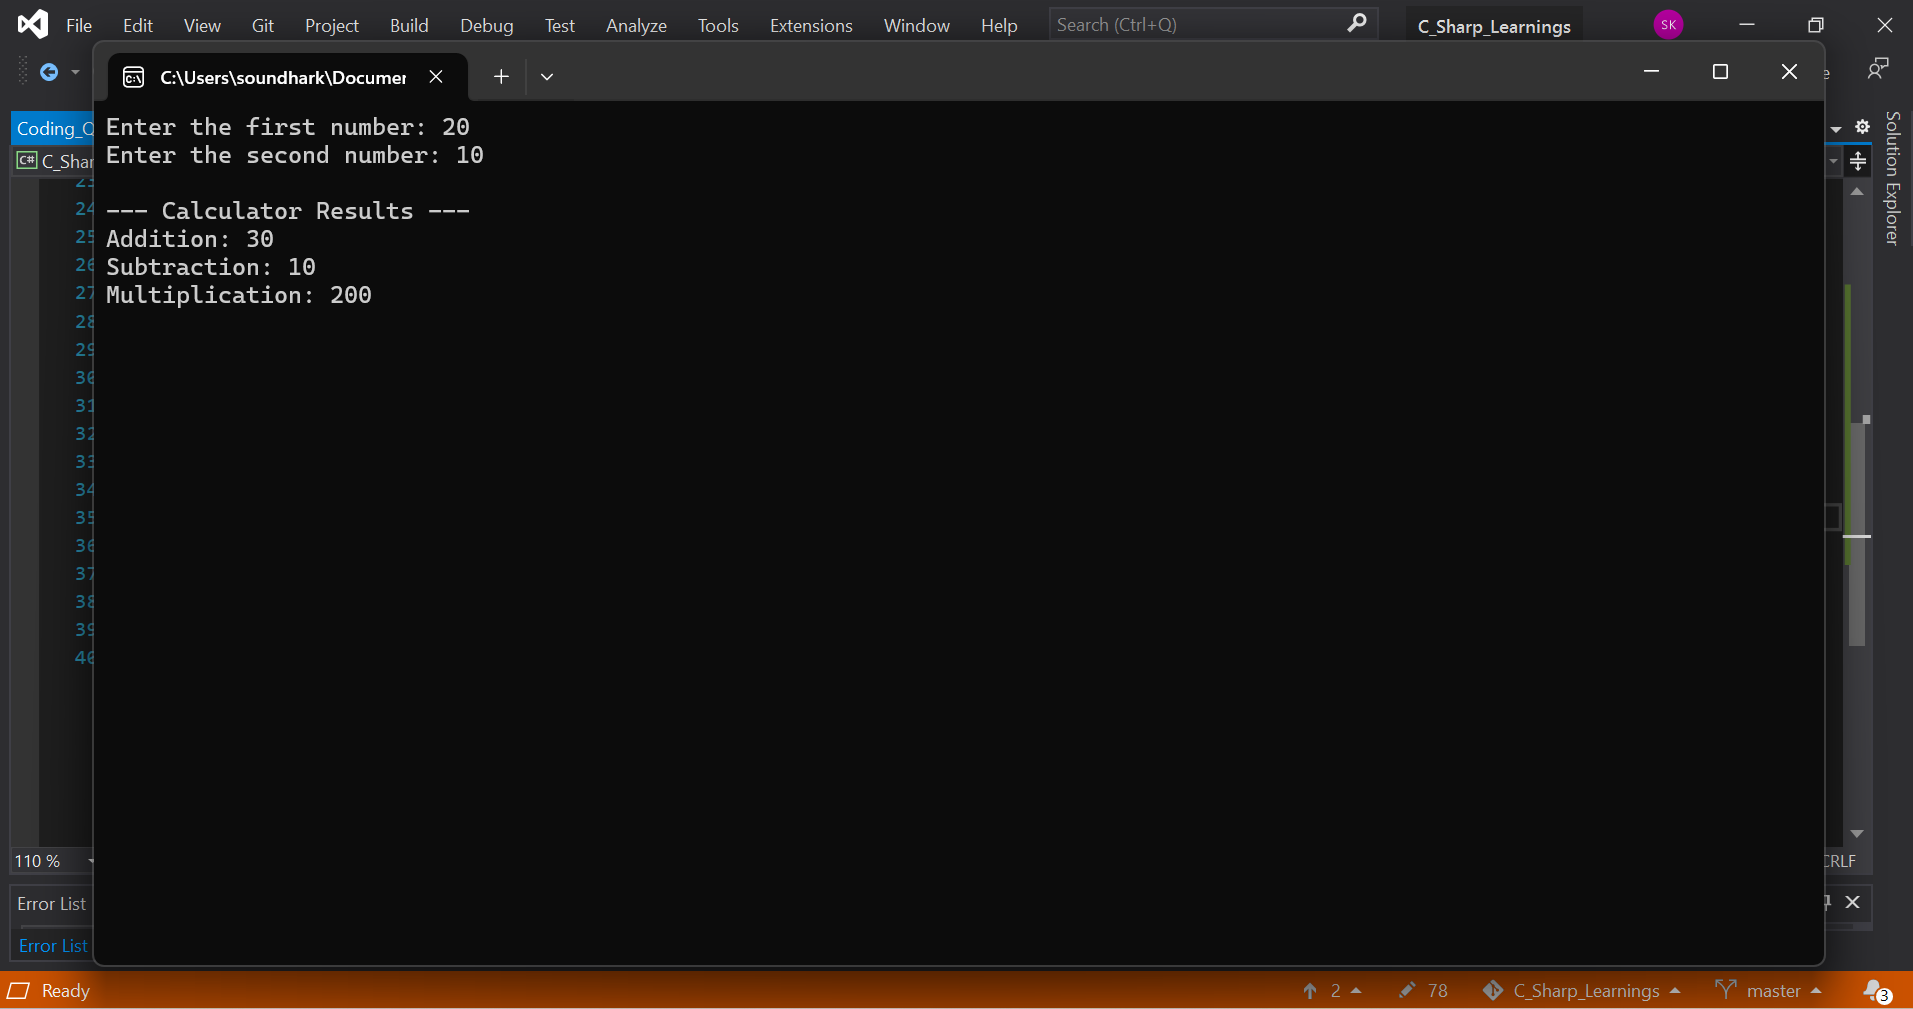 File Edit View Git Project Build Debug Test Analyze Tools Extensions Window Help Search (Ctrl+Q) C_Sharp_Learnings SK
C:\Users\soundhark\Documer
Coding_Q
C# C_Shar
Enter the first number: 20
Enter the second number: 10
--- Calculator Results ---
Addition: 30
Subtraction: 10
Multiplication: 200
24
25
26
27
28
29
30
31
32
33
34
35
36
37
38
39
40
Solution Explorer
110 %
CRLF
Error List
Error List
Ready 2 78 C_Sharp_Learnings master 3